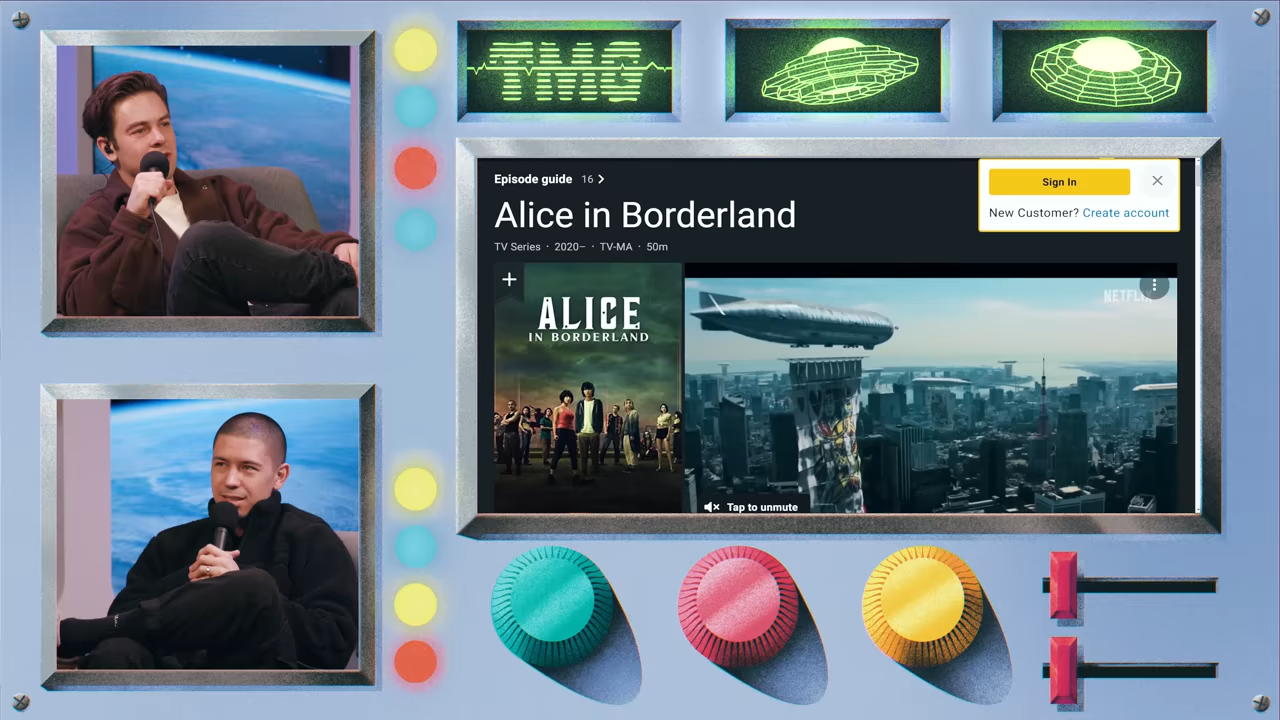 TMG
Episode guide 16 >
Sign In
New Customer? Create account
Alice in Borderland
TV Series · 2020– · TV-MA · 50m
ALICE
IN BORDERLAND
Tap to unmute